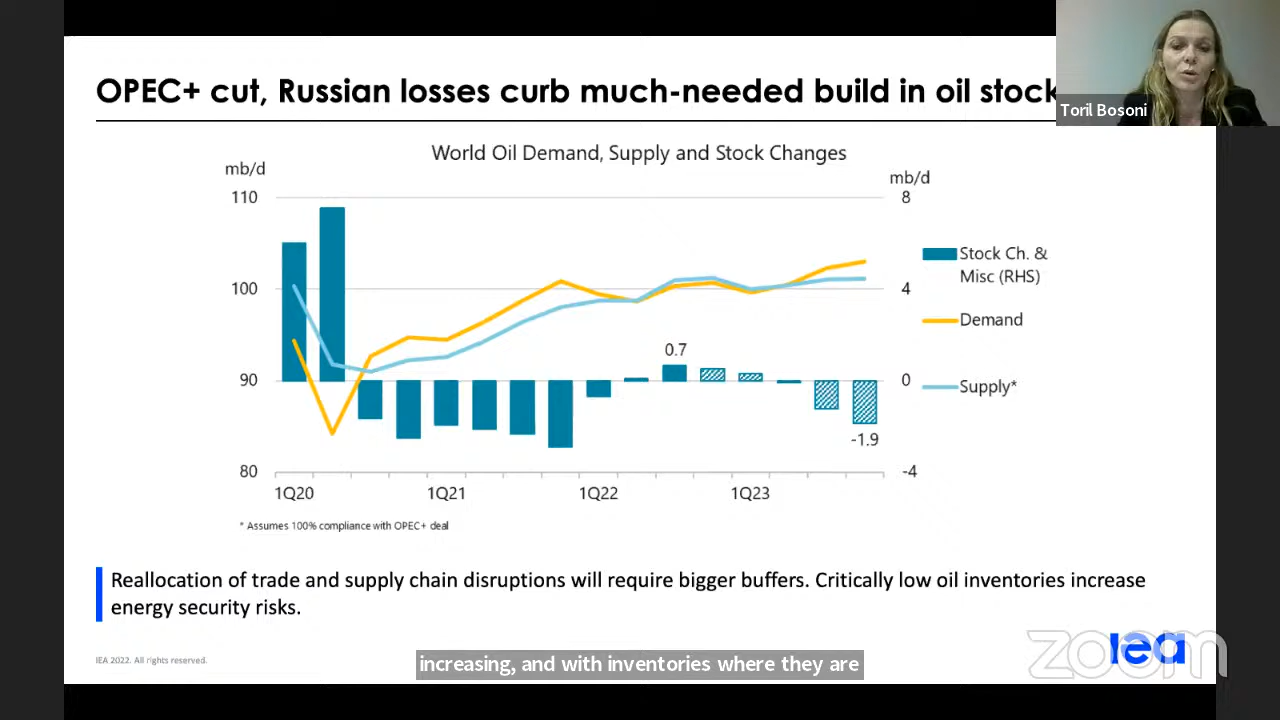 OPEC+ cut, Russian losses curb much-needed build in oil stock
Toril Bosoni
World Oil Demand, Supply and Stock Changes
mb/d
mb/d
110
100
90
80
8
4
0
-4
0.7
-1.9
1Q20
1Q21
1Q22
1Q23
Stock Ch. &
Misc (RHS)
Demand
Supply*
* Assumes 100% compliance with OPEC+ deal
Reallocation of trade and supply chain disruptions will require bigger buffers. Critically low oil inventories increase
energy security risks.
IEA 2022. All rights reserved.
increasing, and with inventories where they are
zoom
iea